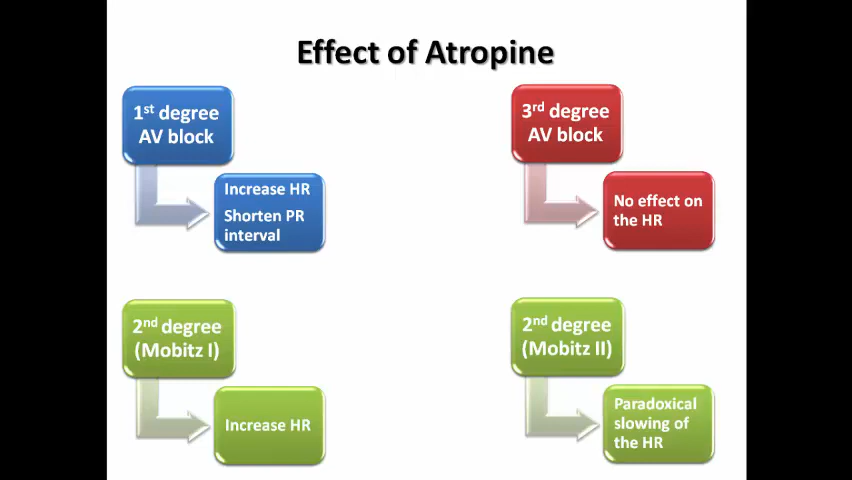 Effect of Atropine
1st degree
AV block
Increase HR
Shorten PR
interval
3rd degree
AV block
No effect on
the HR
2nd degree
(Mobitz I)
Increase HR
2nd degree
(Mobitz II)
Paradoxical
slowing of
the HR